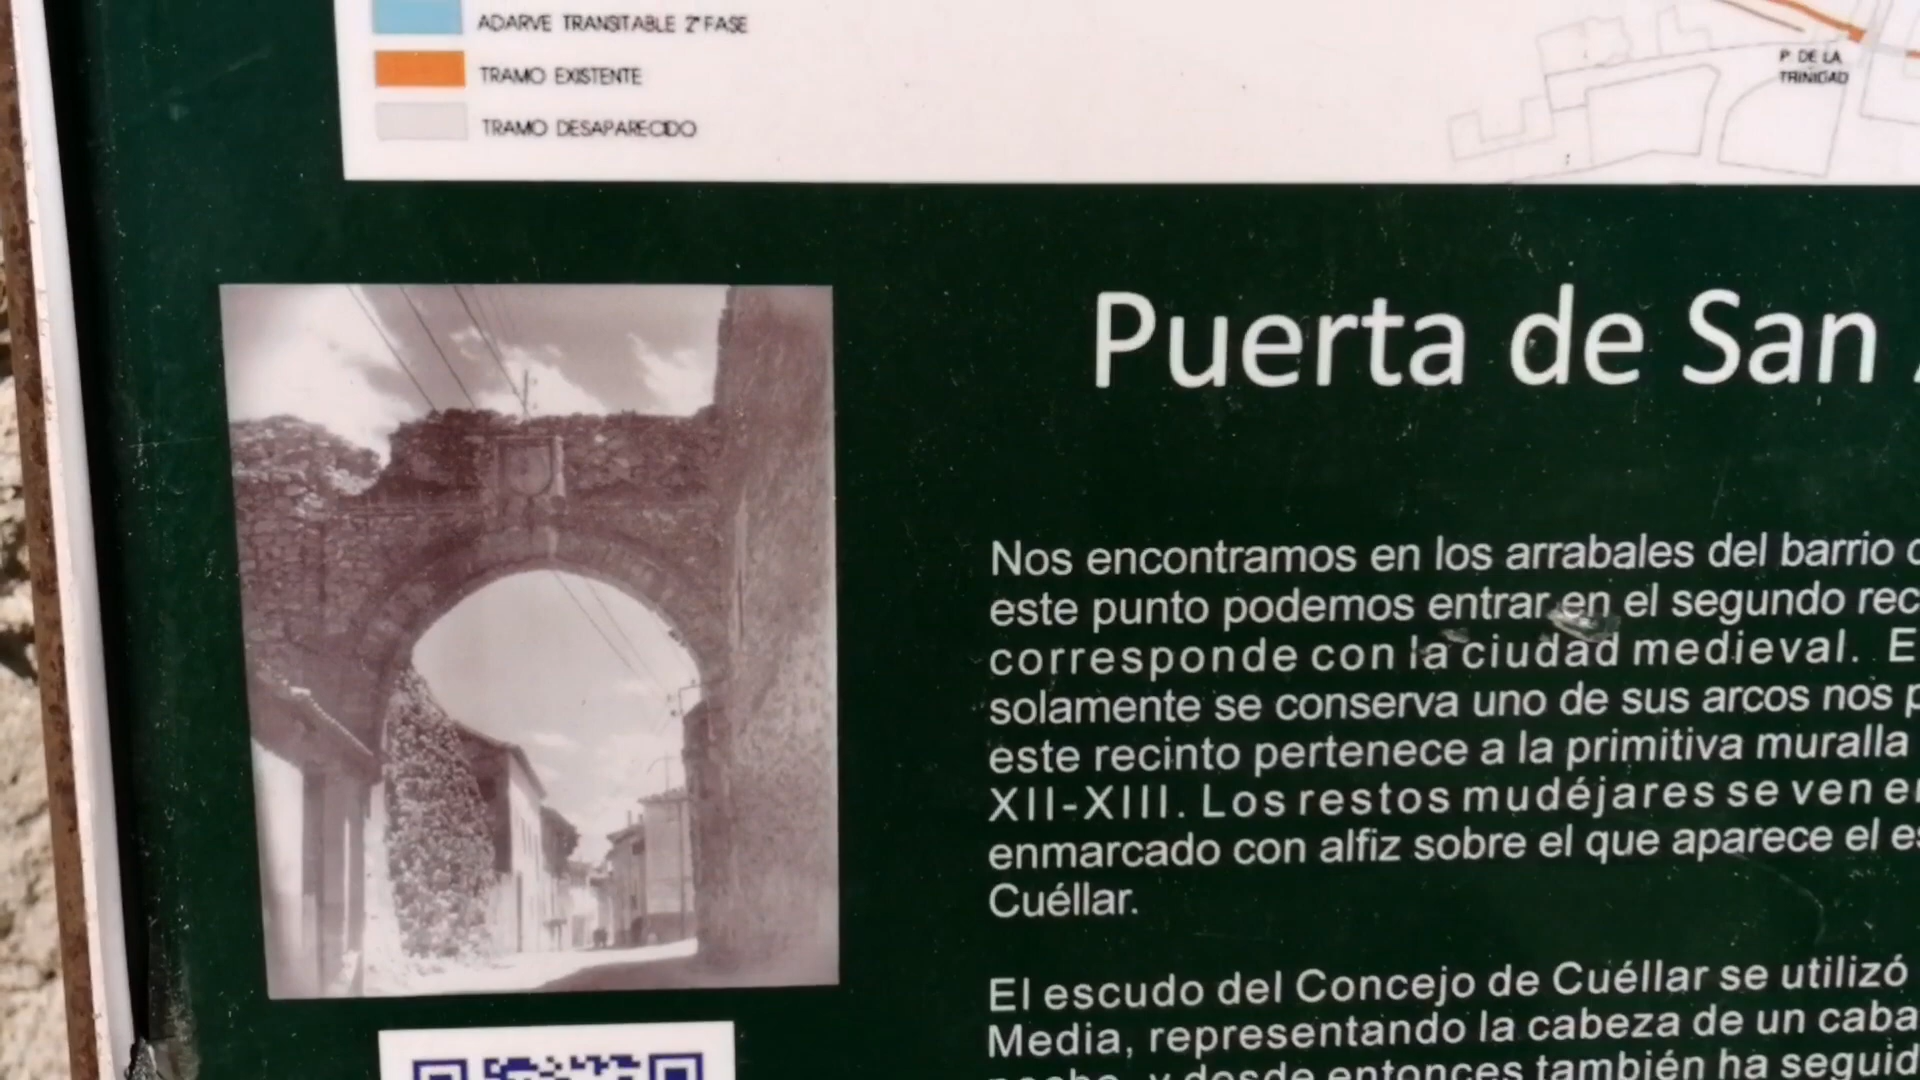 ADARVE TRANSITABLE 2ª FASE
TRAMO EXISTENTE
TRAMO DESAPARECIDO
P. DE LA
TRINIDAD
Puerta de San
Nos encontramos en los arrabales del barrio
este punto podemos entrar en el segundo
corresponde con la ciudad medieval.
solamente se conserva uno de sus arcos nos
este recinto pertenece a la primitiva muralla
XII-XIII. Los restos mudéjares se ven
enmarcado con alfiz sobre el que aparece el
Cuéllar.
El escudo del Concejo de Cuéllar se utilizó
Media, representando la cabeza de un
y desde entonces también ha